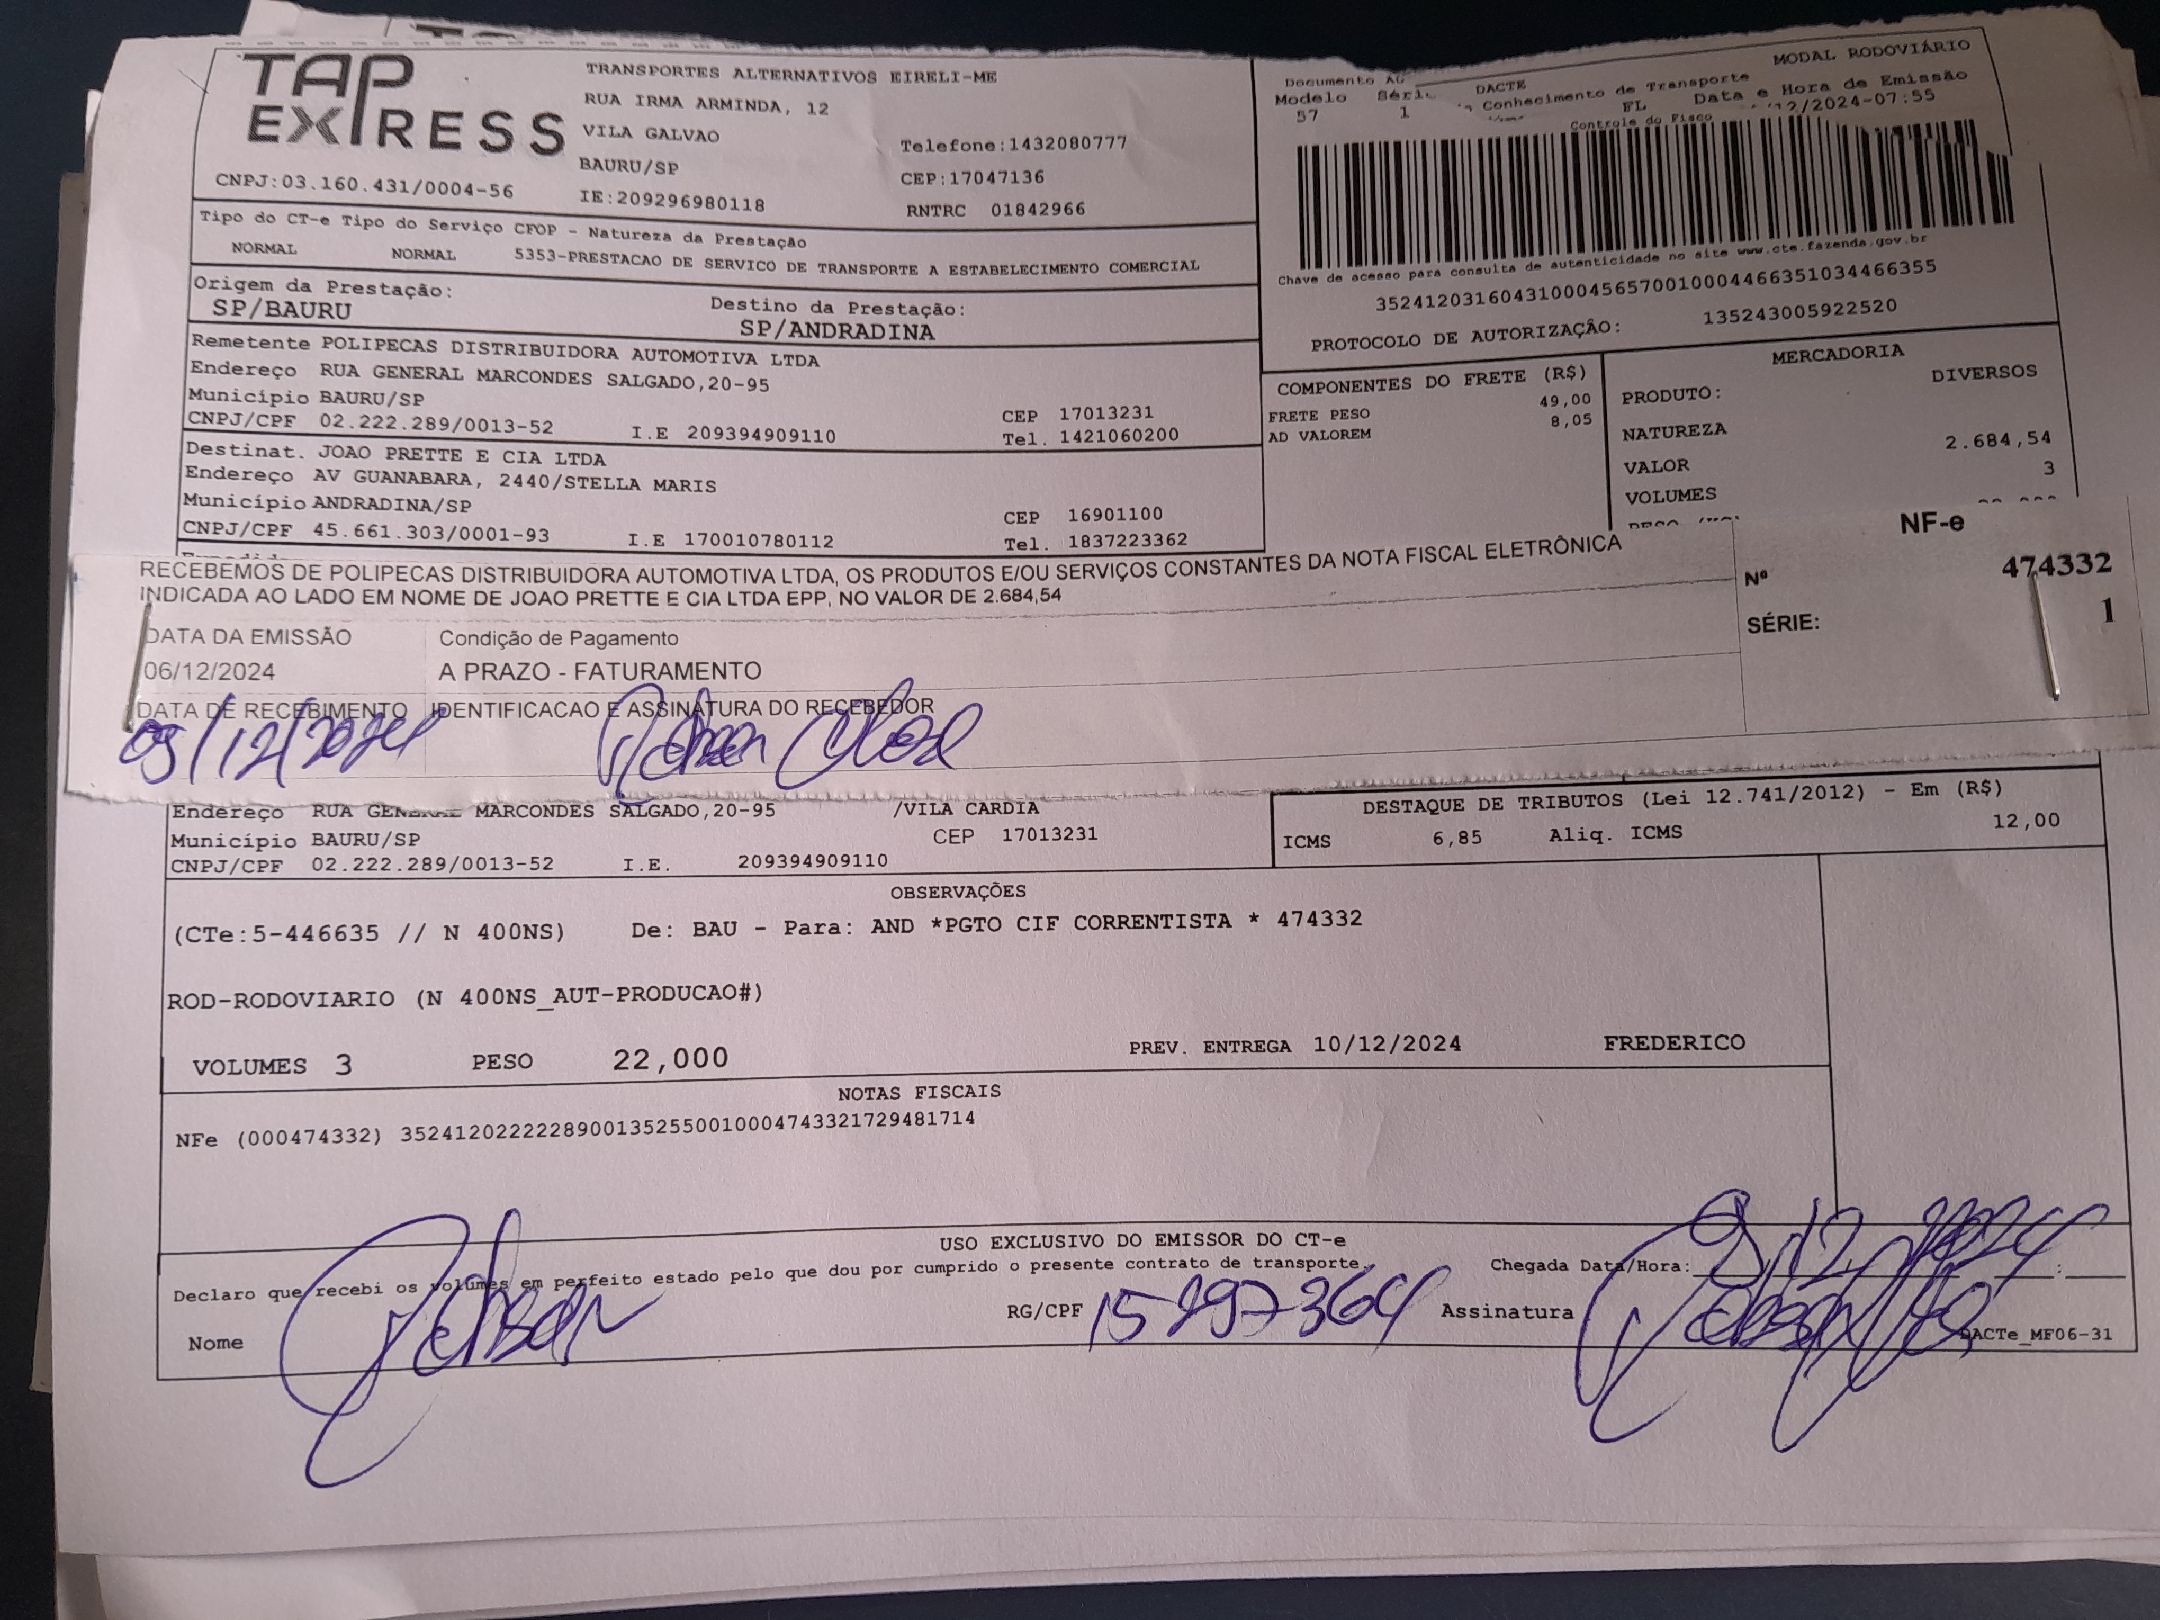 TAP EXPRESS
TRANSPORTES ALTERNATIVOS EIRELI-ME
RUA IRMA ARMINDA, 12
VILA GALVAO
BAURU/SP
Telefone:1432080777
CEP:17047136
CNPJ:03.160.431/0004-56
IE:209296980118
RNTRC 01842966
DACTE
MODAL RODOVIÁRIO
Documento
Conhecimento de Transporte
Modelo
FL
Data e Hora de Emissão
57
1
/12/2024-07:55
Controle do Fisco
Chave de acesso para consulta de autenticidade no site www.cte.fazenda.gov.br
35241203160431000456570010004466351034466355
PROTOCOLO DE AUTORIZAÇÃO: 135243005922520
Tipo do CT-e Tipo do Serviço CFOP - Natureza da Prestação
NORMAL NORMAL 5353-PRESTACAO DE SERVICO DE TRANSPORTE A ESTABELECIMENTO COMERCIAL
Origem da Prestação: Destino da Prestação:
SP/BAURU SP/ANDRADINA
Remetente POLIPECAS DISTRIBUIDORA AUTOMOTIVA LTDA
Endereço RUA GENERAL MARCONDES SALGADO,20-95
Município BAURU/SP CEP 17013231
CNPJ/CPF 02.222.289/0013-52 I.E 209394909110 Tel. 1421060200
Destinat. JOAO PRETTE E CIA LTDA
Endereço AV GUANABARA, 2440/STELLA MARIS
Município ANDRADINA/SP CEP 16901100
CNPJ/CPF 45.661.303/0001-93 I.E 170010780112 Tel. 1837223362
COMPONENTES DO FRETE (R$)
FRETE PESO 49,00
AD VALOREM 8,05
MERCADORIA
PRODUTO: DIVERSOS
NATUREZA
VALOR 2.684,54
VOLUMES 3
RECEBEMOS DE POLIPECAS DISTRIBUIDORA AUTOMOTIVA LTDA, OS PRODUTOS E/OU SERVIÇOS CONSTANTES DA NOTA FISCAL ELETRÔNICA
INDICADA AO LADO EM NOME DE JOAO PRETTE E CIA LTDA EPP, NO VALOR DE 2.684,54
NF-e
Nº 474332
SÉRIE: 1
DATA DA EMISSÃO Condição de Pagamento
06/12/2024 A PRAZO - FATURAMENTO
DATA DE RECEBIMENTO IDENTIFICACAO E ASSINATURA DO RECEBEDOR
09/12/2024
Endereço RUA GENERAL MARCONDES SALGADO,20-95 /VILA CARDIA
Município BAURU/SP CEP 17013231
CNPJ/CPF 02.222.289/0013-52 I.E. 209394909110
DESTAQUE DE TRIBUTOS (Lei 12.741/2012) - Em (R$)
ICMS 6,85 Aliq. ICMS 12,00
OBSERVAÇÕES
(CTe:5-446635 // N 400NS) De: BAU - Para: AND *PGTO CIF CORRENTISTA * 474332
ROD-RODOVIARIO (N 400NS_AUT-PRODUCAO#)
VOLUMES 3 PESO 22,000 PREV. ENTREGA 10/12/2024 FREDERICO
NOTAS FISCAIS
NFe (000474332) 35241202222289001352550010004743321729481714
USO EXCLUSIVO DO EMISSOR DO CT-e
Declaro que recebi os volumes em perfeito estado pelo que dou por cumprido o presente contrato de transporte.
Chegada Data/Hora: 9/12/2024 :
Nome RG/CPF Assinatura
DACTe_MF06-31